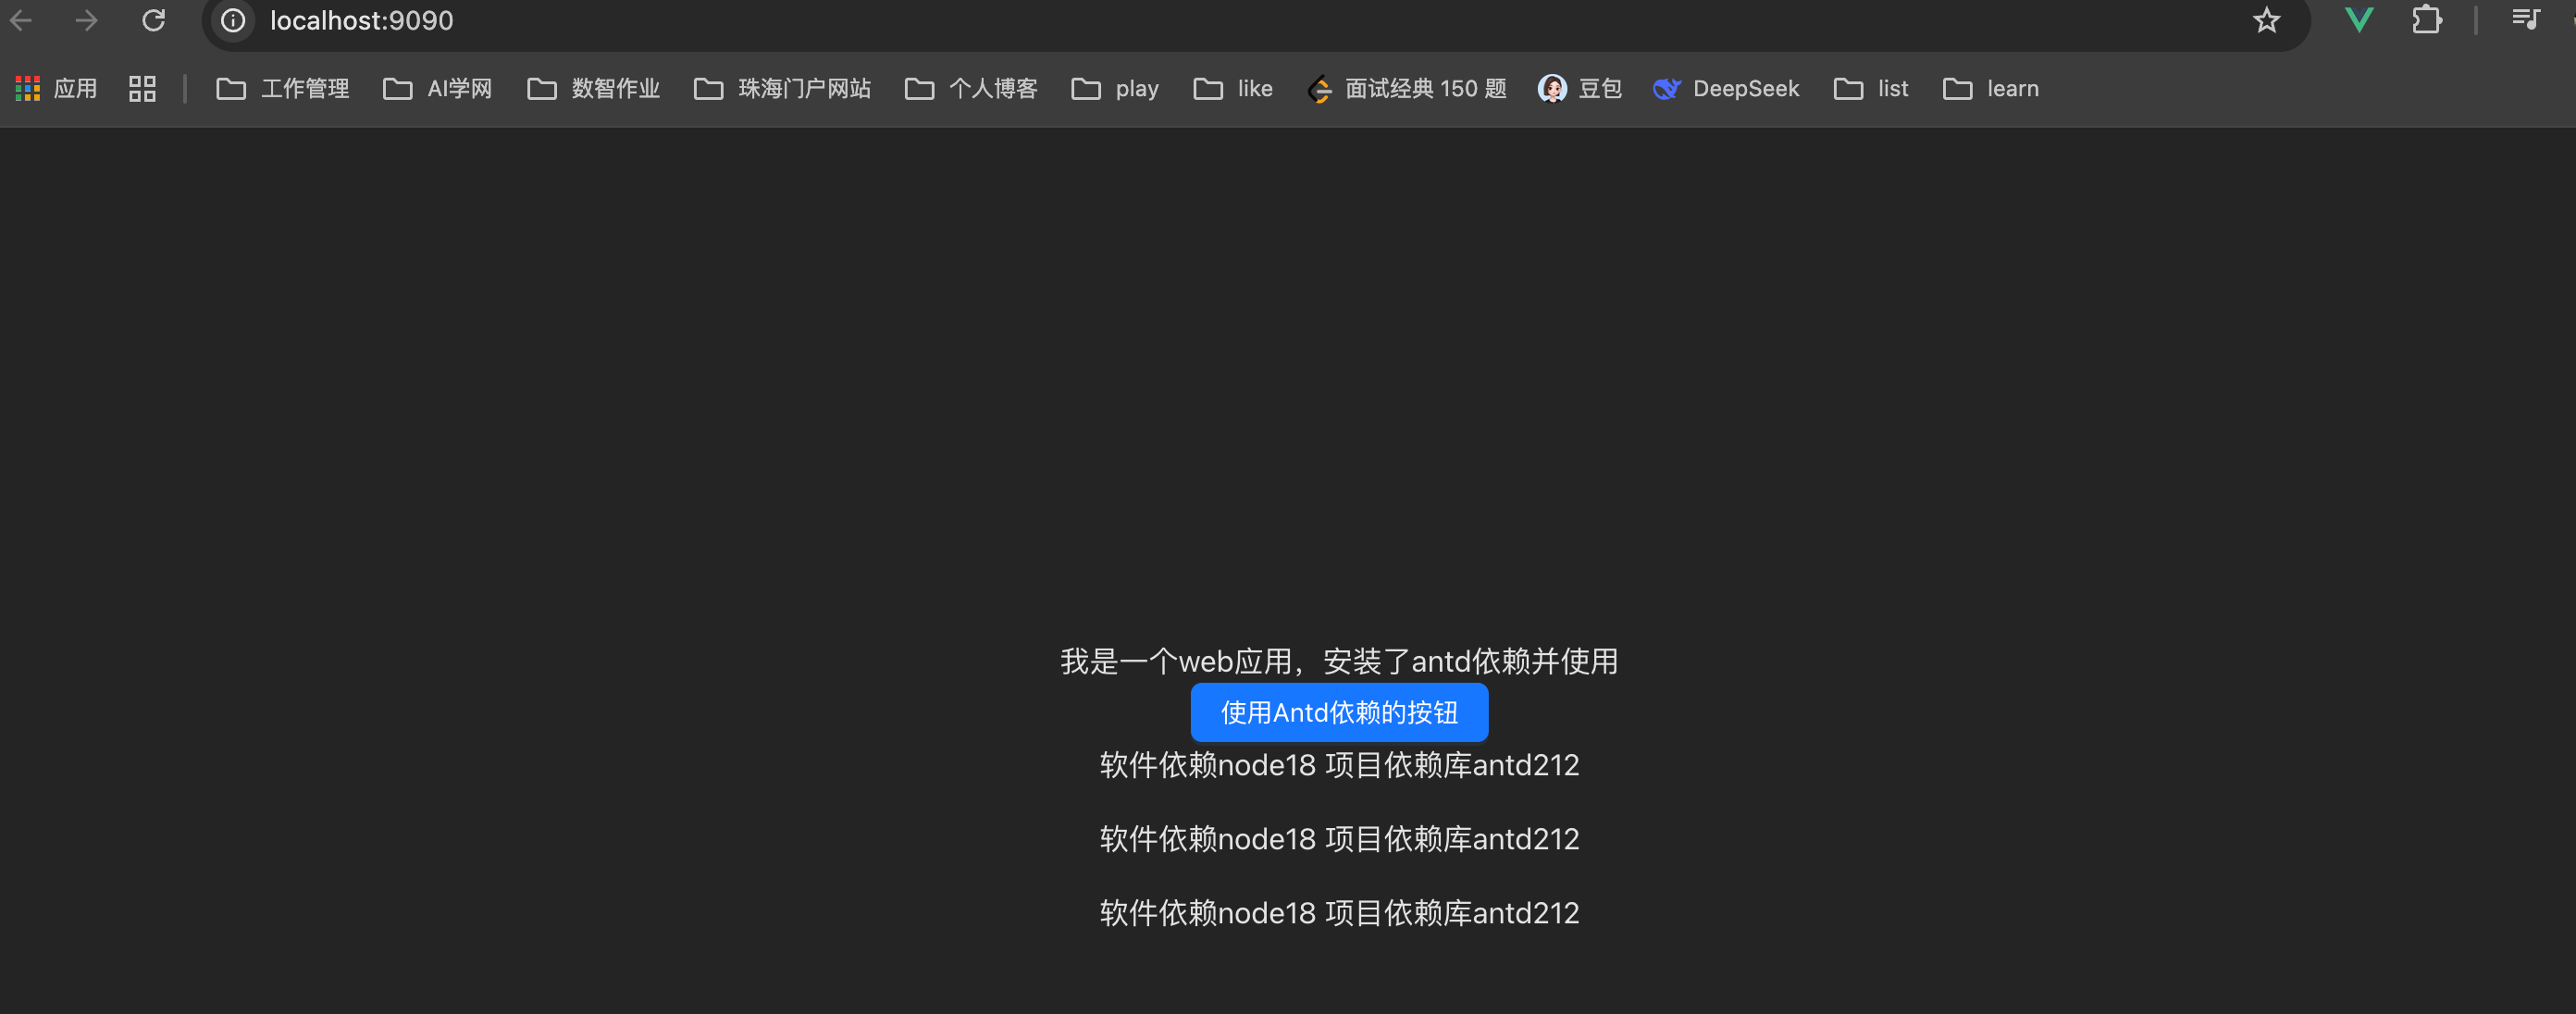 localhost:9090
应用 工作管理 AI学网 数智作业 珠海门户网站 个人博客 play like 面试经典 150 题 豆包 DeepSeek list learn
我是一个web应用，安装了antd依赖并使用
使用Antd依赖的按钮
软件依赖node18 项目依赖库antd212
软件依赖node18 项目依赖库antd212
软件依赖node18 项目依赖库antd212